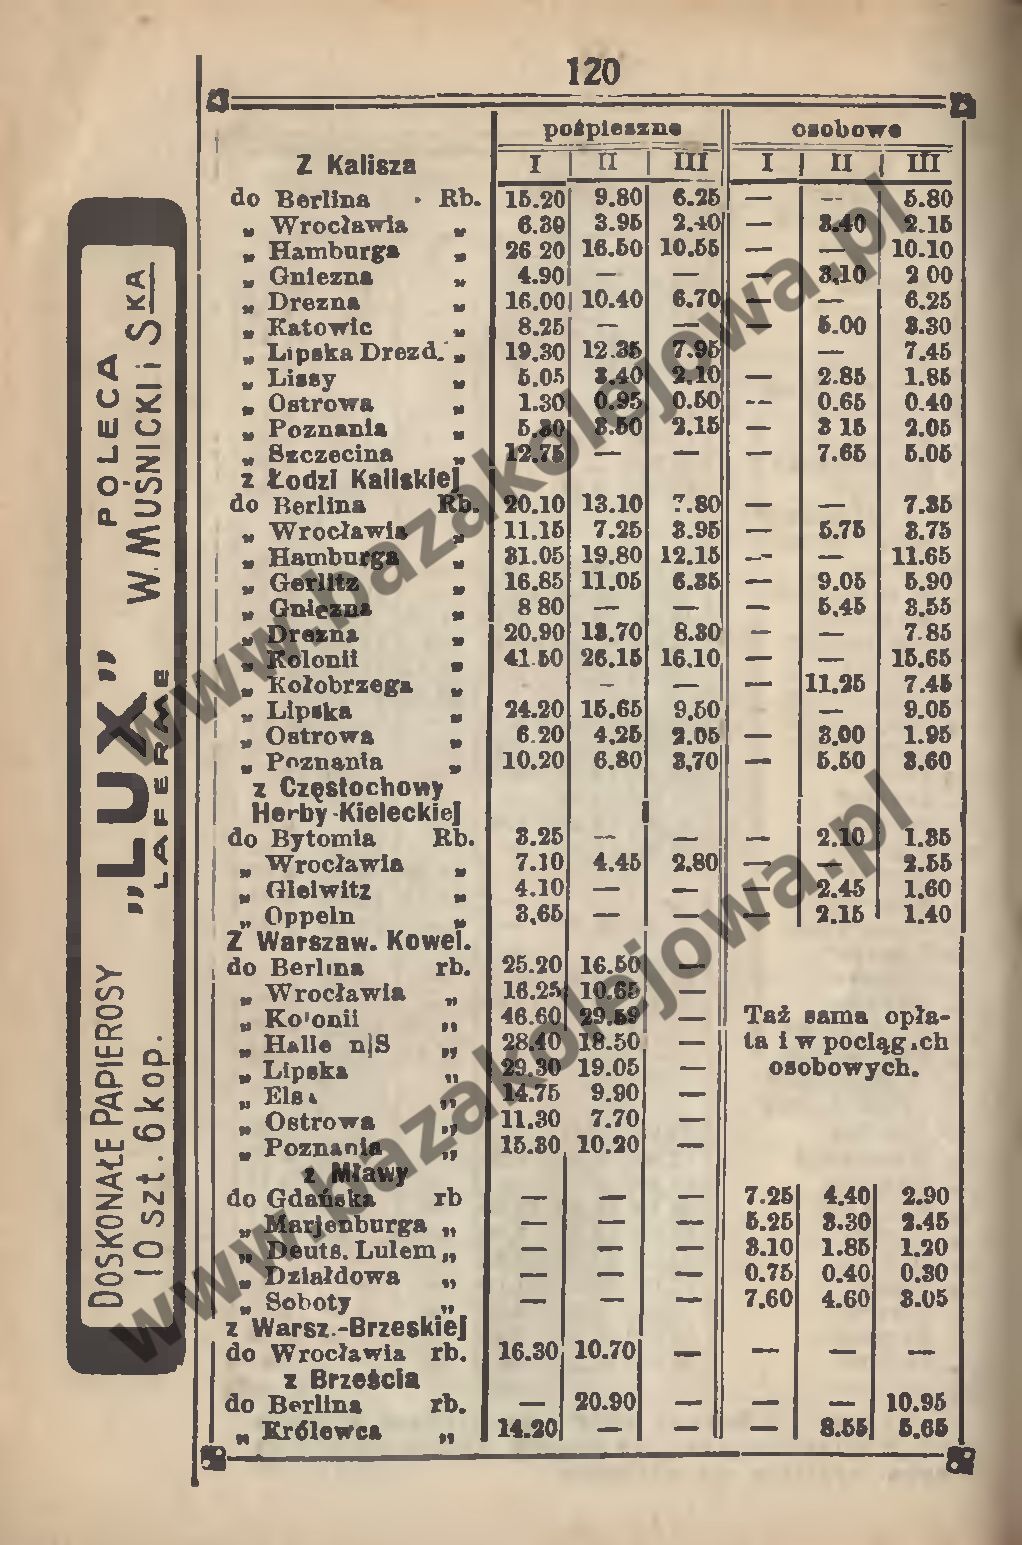 120
pośpieszne osobowe
Z Kalisza I II III I II III
do Berlina Rb. 15.20 9.80 6.25 — — 5.80
„ Wrocławia „ 6.30 3.95 2.40 — 3.40 2.15
„ Hamburga „ 26 20 16.50 10.55 — — 10.10
„ Gniezna „ 4.90 — — — 3.10 2 00
„ Drezna „ 16.00 10.40 6.70 — — 6.25
„ Katowic „ 8.25 — — — 5.00 3.30
„ Lipska Drezd. „ 19.30 12.35 7.95 — 7.45
„ Lissy „ 5.05 3.40 2.10 — 2.85 1.85
„ Ostrowa „ 1.30 0.95 0.50 — 0.65 0.40
„ Poznania „ 5.30 3.50 2.15 — 3 15 2.05
„ Szczecina „ 12.75 — — — 7.65 5.05
z Łodzi Kaliskiej
do Berlina Rb. 20.10 13.10 7.80 — — 7.35
„ Wrocławia „ 11.15 7.25 3.95 — 5.75 3.75
„ Hamburga „ 31.05 19.80 12.15 — — 11.65
„ Gerlitz „ 16.85 11.05 6.35 — 9.05 5.90
„ Gniezna „ 8 80 — — — 5.45 3.55
„ Drezna „ 20.90 13.70 8.30 — — 7.85
„ Kolonii „ 41.50 26.15 16.10 — — 15.65
„ Kołobrzega „ — — — 11.25 7.45
„ Lipska „ 24.20 15.65 9.50 — 9.05
„ Ostrowa „ 6.20 4.25 2.05 — 3.00 1.95
„ Poznania „ 10.20 6.80 3.70 — 5.50 3.60
z Częstochowy
Herby-Kieleckiej
do Bytomia Rb. 3.25 — — — 2.10 1.35
„ Wrocławia „ 7.10 4.45 2.80 — — 2.55
„ Gleiwitz „ 4.10 — — — 2.45 1.60
„ Oppeln „ 3.65 — — — 2.15 1.40
Z Warszaw. Kowel.
do Berlina rb. 25.20 16.50 —
„ Wrocławia „ 16.25 10.65 —
„ Kolonii „ 46.60 29.59 —
„ Halle n|S „ 28.40 18.50 —
„ Lipska „ 29.30 19.05 —
„ 14.75 9.90 —
„ Ostrowa „ 11.30 7.70 —
„ Poznania „ 15.30 10.20 —
Taż sama opła-
ta i w pociągach
osobowych.
z Mławy
do Gdańska rb — — — 7.25 4.40 2.90
„ Marjenburga „ — — — 5.25 3.30 2.45
„ Deuts. Lulem „ — — — 3.10 1.85 1.20
„ Działdowa „ — — — 0.75 0.40 0.30
„ Soboty „ — — — 7.60 4.60 3.05
z Warsz.-Brzeskiej
do Wrocławia rb. 16.30 10.70 — — — —
z Brześcia
do Berlina rb. — 20.90 — — — 10.95
„ Królewca „ 14.20 — — — 8.55 5.65
DOSKONAŁE PAPIEROSY „LUX” POLECA
10 szt. 6 kop. LAFERME W. MUŚNICKI i SKA
www.bazakolejowa.pl
www.bazakolejowa.pl